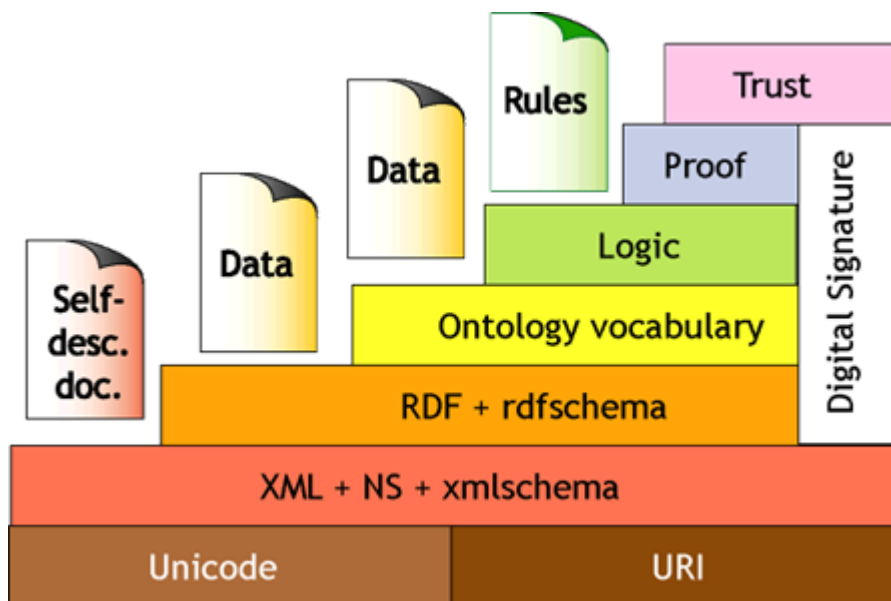 Rules
Trust
Data
Proof
Data
Logic
Self-
desc.
doc.
Ontology vocabulary
Digital Signature
RDF + rdfschema
XML + NS + xmlschema
Unicode
URI